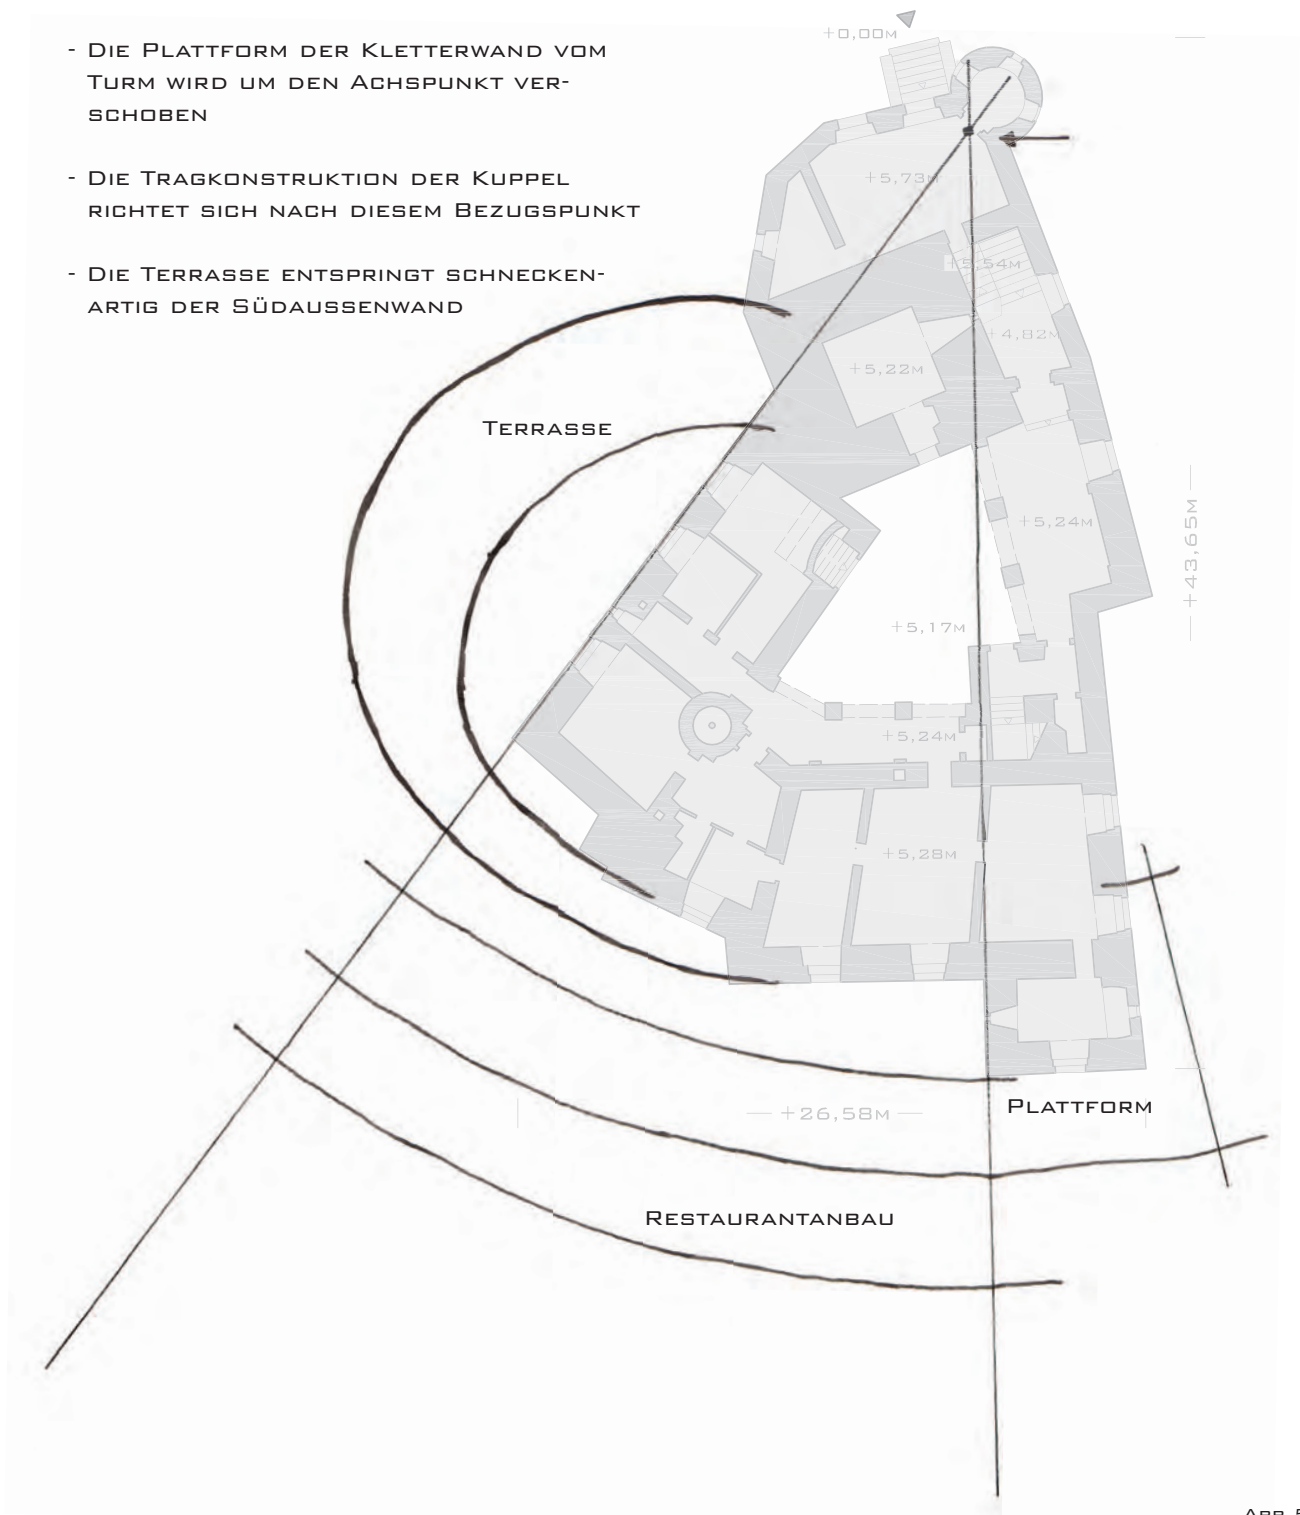 - Die Plattform der Kletterwand vom
Turm wird um den Achspunkt ver-
schoben
- Die Tragkonstruktion der Kuppel
richtet sich nach diesem Bezugspunkt
- Die Terrasse entspringt schnecken-
artig der Südaussenwand
+0,00m
+5,73m
+5,54m
+4,82m
+5,22m
Terrasse
+5,24m
+43,65m
+5,17m
+5,24m
+5,28m
+26,58m
Plattform
Restaurantanbau